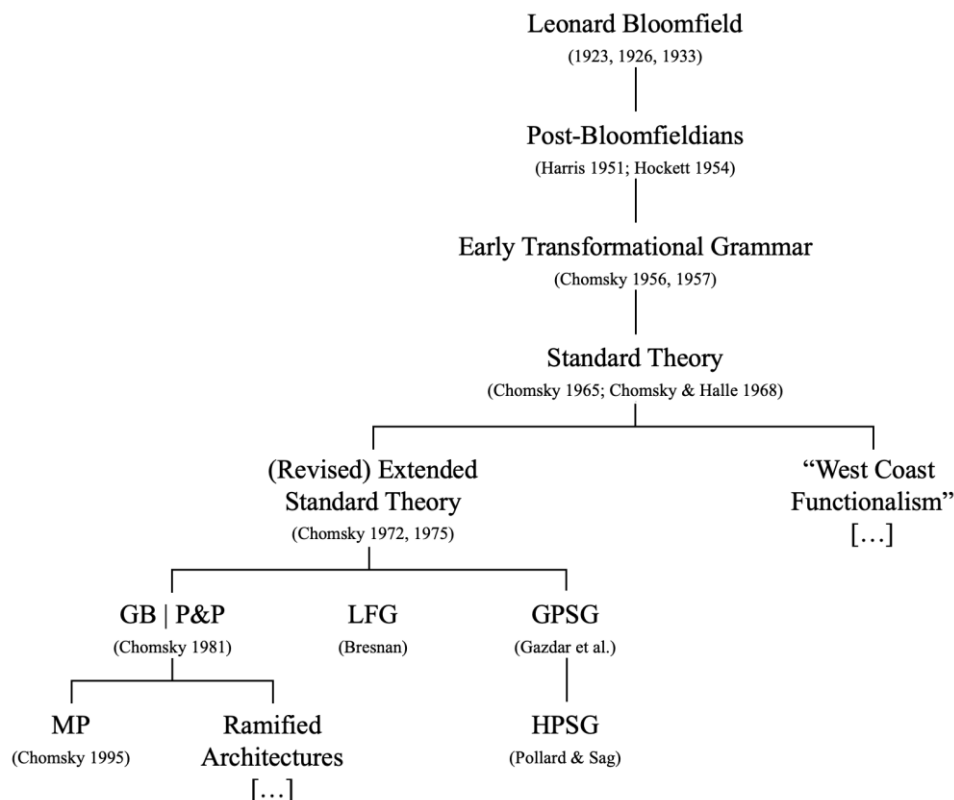 Leonard Bloomfield
(1923, 1926, 1933)
Post-Bloomfieldians
(Harris 1951; Hockett 1954)
Early Transformational Grammar
(Chomsky 1956, 1957)
Standard Theory
(Chomsky 1965; Chomsky & Halle 1968)
(Revised) Extended
Standard Theory
(Chomsky 1972, 1975)
“West Coast
Functionalism”
[…]
GB | P&P
(Chomsky 1981)
LFG
(Bresnan)
GPSG
(Gazdar et al.)
MP
(Chomsky 1995)
Ramified
Architectures
[…]
HPSG
(Pollard & Sag)